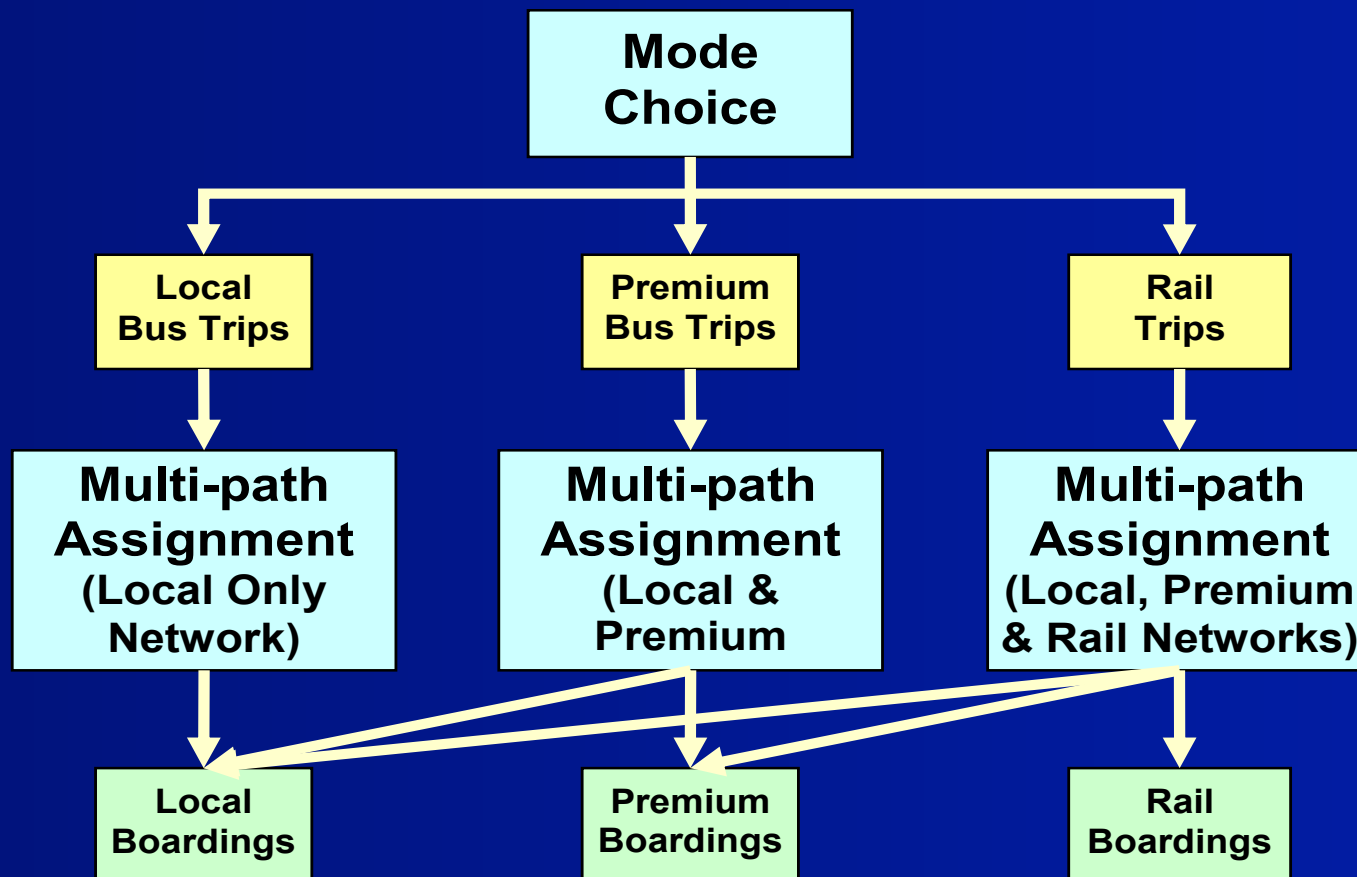 Mode
Choice
Local
Bus Trips
Premium
Bus Trips
Rail
Trips
Multi-path
Assignment
(Local Only
Network)
Multi-path
Assignment
(Local &
Premium
Multi-path
Assignment
(Local, Premium
& Rail Networks)
Local
Boardings
Premium
Boardings
Rail
Boardings